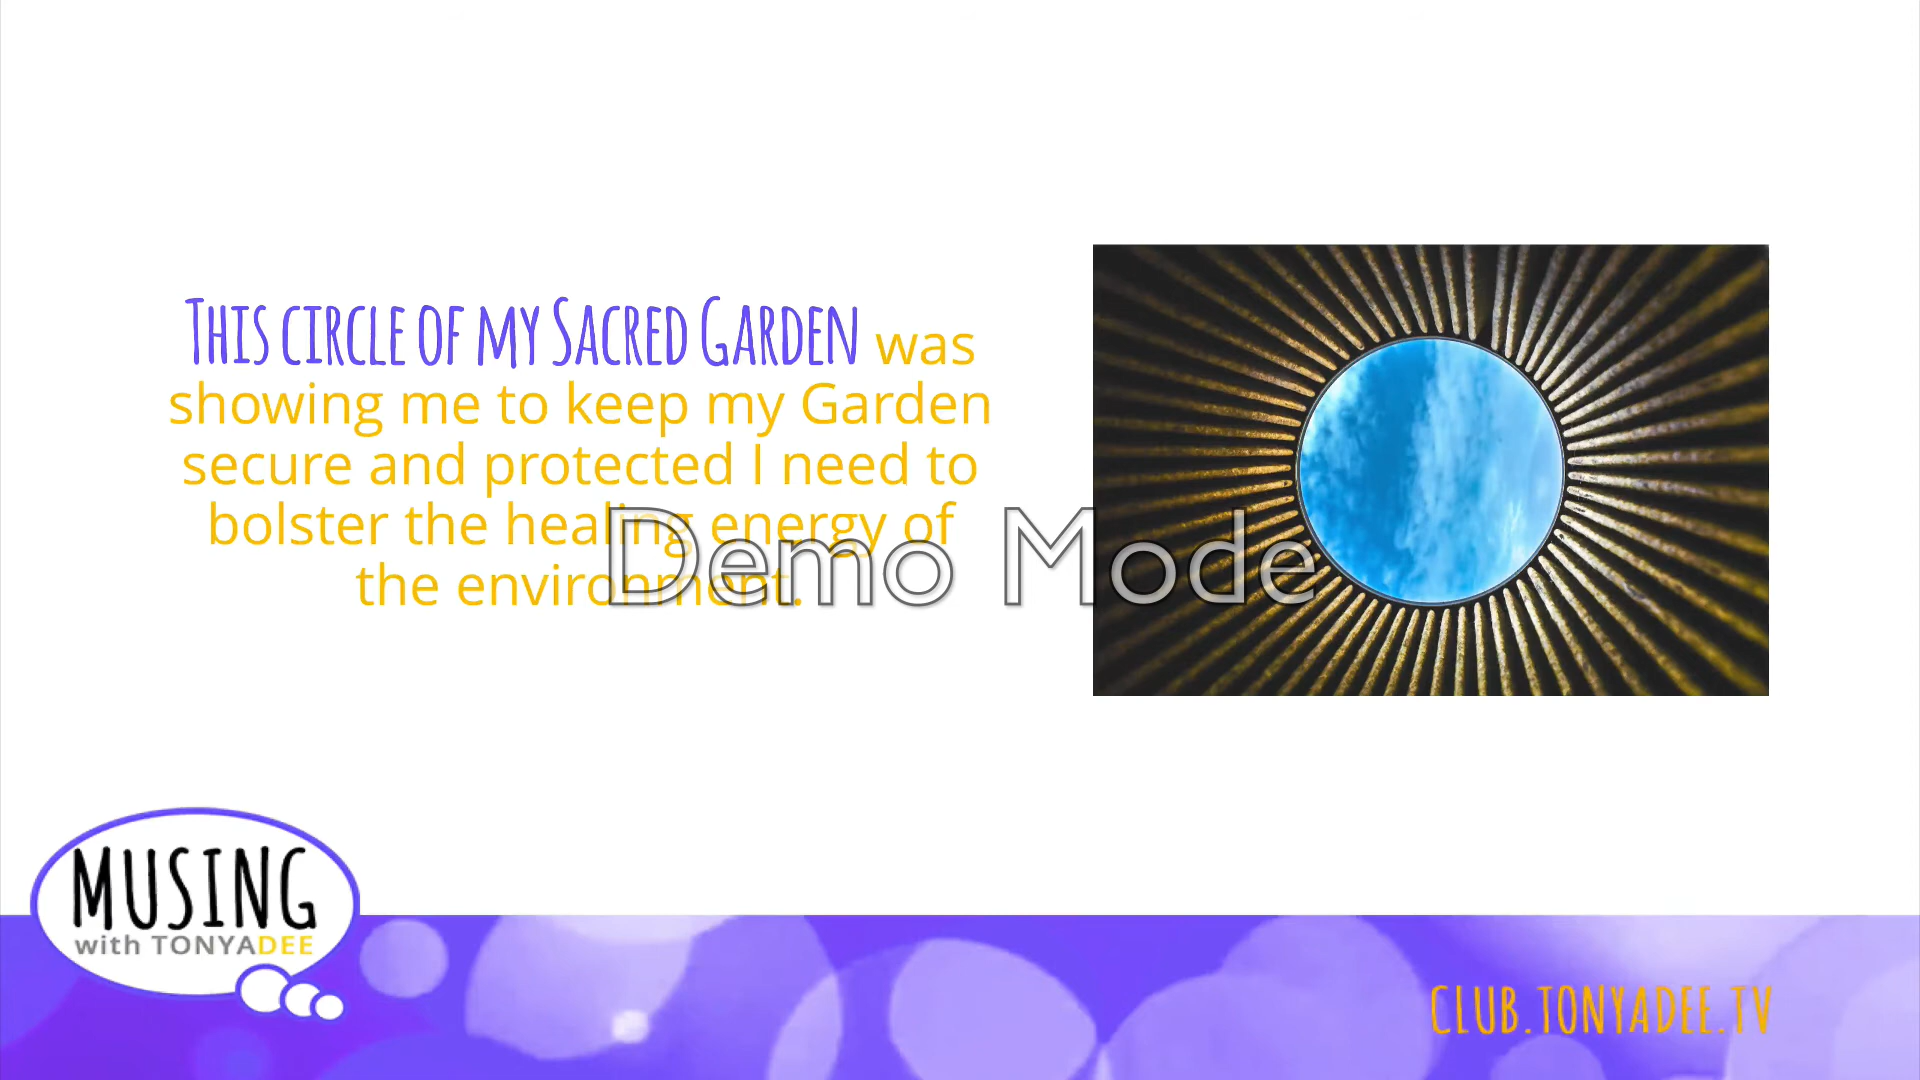 This circle of my Sacred Garden was
showing me to keep my Garden
secure and protected I need to
bolster the healing energy of
the environment.
Demo Mode
MUSING
with TONYADEE
CLUB.TONYADEE.TV